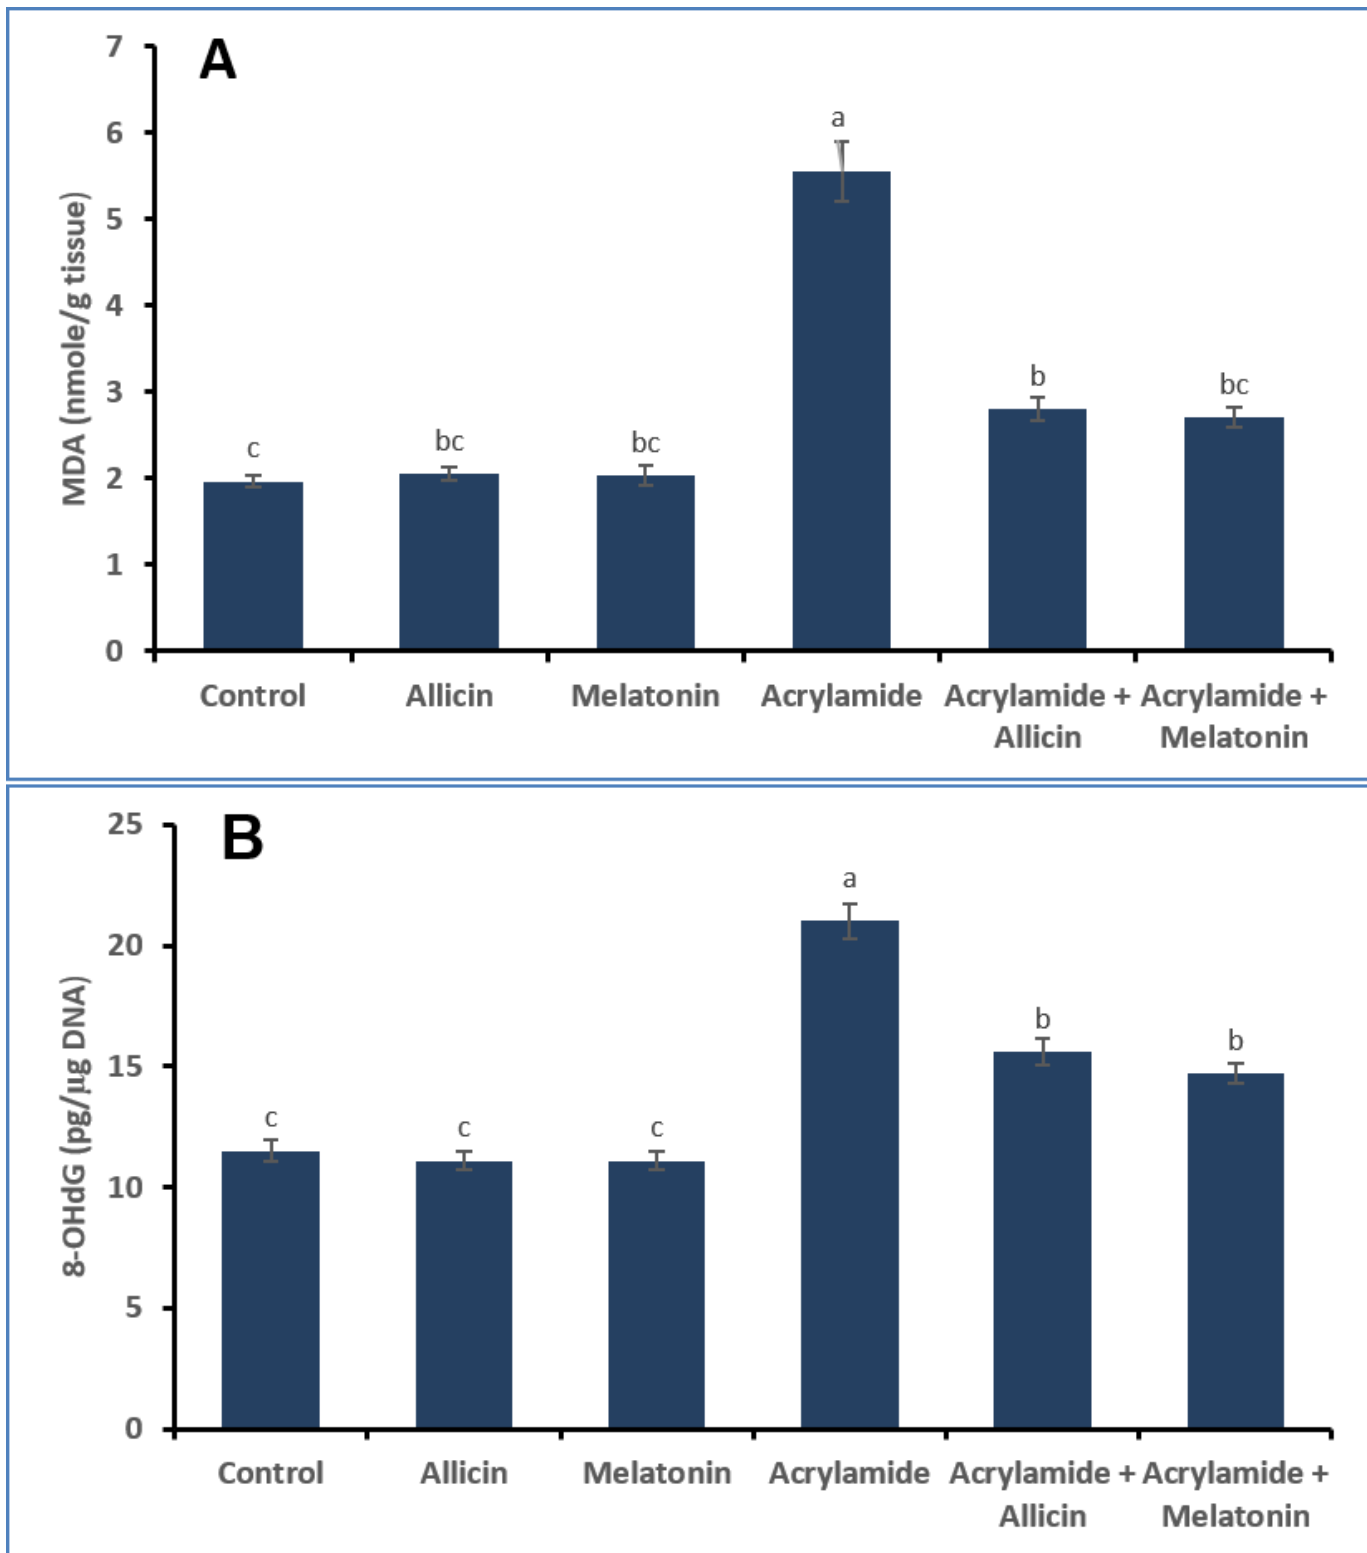 A
MDA (nmole/g tissue)
7
6
5
4
3
2
1
0
c
bc
bc
a
b
bc
Control
Allicin
Melatonin
Acrylamide
Acrylamide +
Allicin
Acrylamide +
Melatonin
B
8-OHdG (pg/µg DNA)
25
20
15
10
5
0
c
c
c
a
b
b
Control
Allicin
Melatonin
Acrylamide
Acrylamide +
Allicin
Acrylamide +
Melatonin